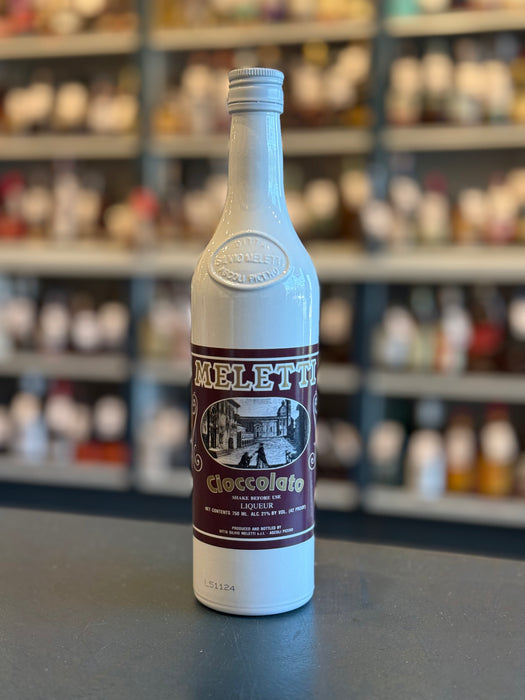 DITTA
SILVIO MELETTI
ASCOLI PICENO
MELETTI
Cioccolato
SHAKE BEFORE USE
LIQUEUR
NET CONTENTS 750 ML. ALC 21% BY VOL. (42 PROOF)
PRODUCED AND BOTTLED BY
DITTA SILVIO MELETTI s.r.l. - ASCOLI PICENO
L51124